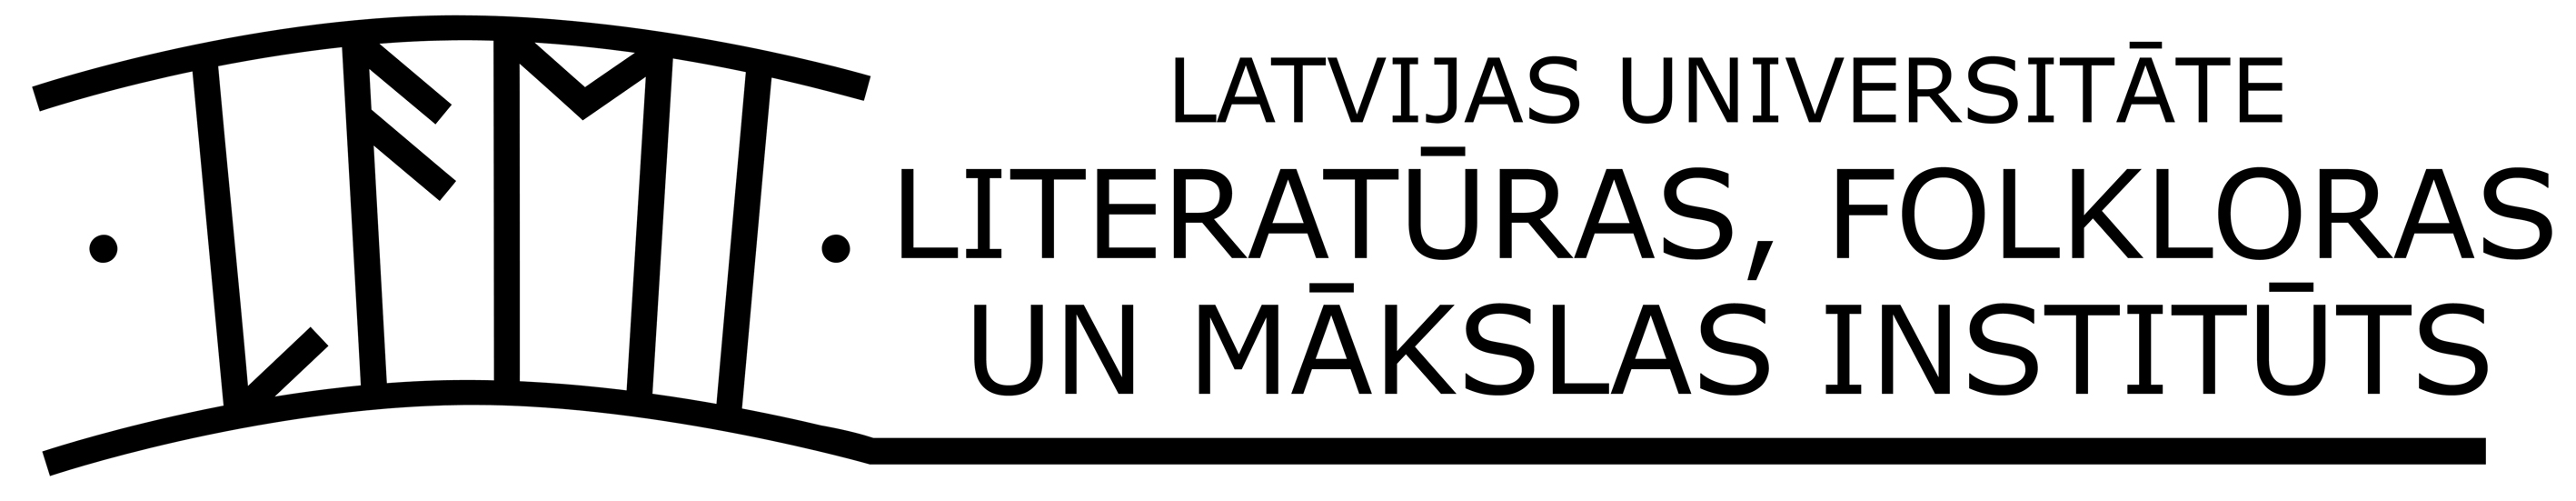 LATVIJAS UNIVERSITĀTE
LITERATŪRAS, FOLKLORAS
UN MĀKSLAS INSTITŪTS